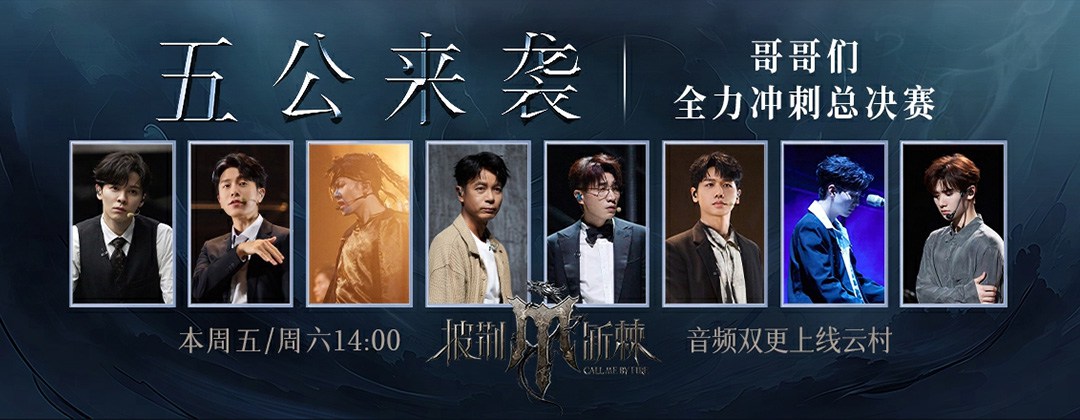 五公来袭
哥哥们
全力冲刺总决赛
本周五/周六14:00
披荆斩棘
CALL ME BY FIRE
音频双更上线云村